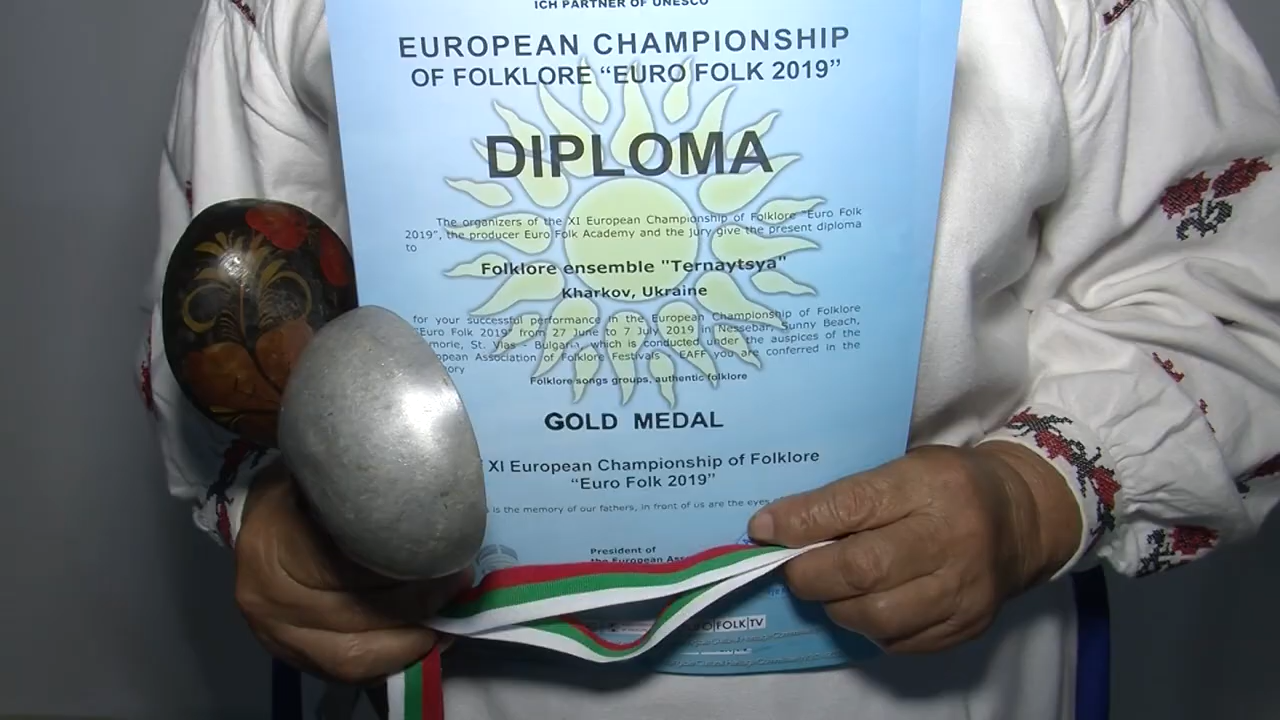 ICH PARTNER OF UNESCO
EUROPEAN CHAMPIONSHIP
OF FOLKLORE “EURO FOLK 2019”
DIPLOMA
The organizers of the XI European Championship of Folklore “Euro Folk
2019”, the producer Euro Folk Academy and the jury give the present diploma
to
Folklore ensemble "Ternaytsya"
Kharkov, Ukraine
for your successful performance in the European Championship of Folklore
“Euro Folk 2019” from 27 June to 7 July 2019 in Nessebar, Sunny Beach,
morie, St. Vlas - Bulgaria, which is conducted under the auspices of the
opean Association of Folklore Festivals - EAFF you are conferred in the
ory
Folklore songs groups, authentic folklore
GOLD MEDAL
XI European Championship of Folklore
“Euro Folk 2019”
is the memory of our fathers, in front of us are the eyes
President of
the European
FOLK TV